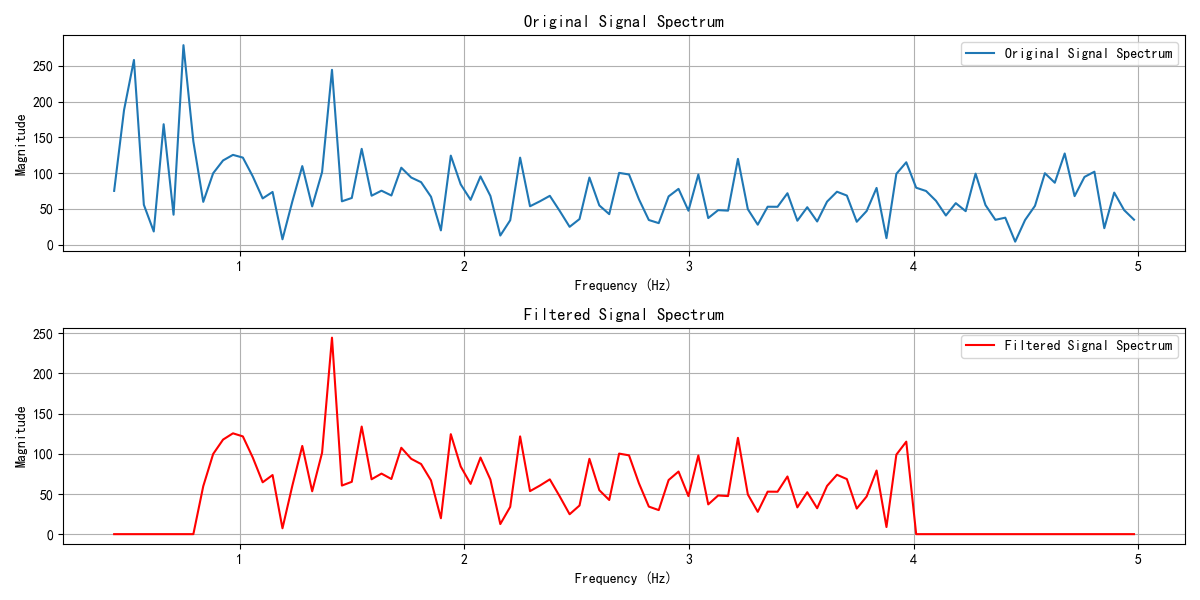 Original Signal Spectrum
Original Signal Spectrum
250
200
150
100
50
0
Magnitude
1 2 3 4 5
Frequency (Hz)
Filtered Signal Spectrum
Filtered Signal Spectrum
250
200
150
100
50
0
Magnitude
1 2 3 4 5
Frequency (Hz)